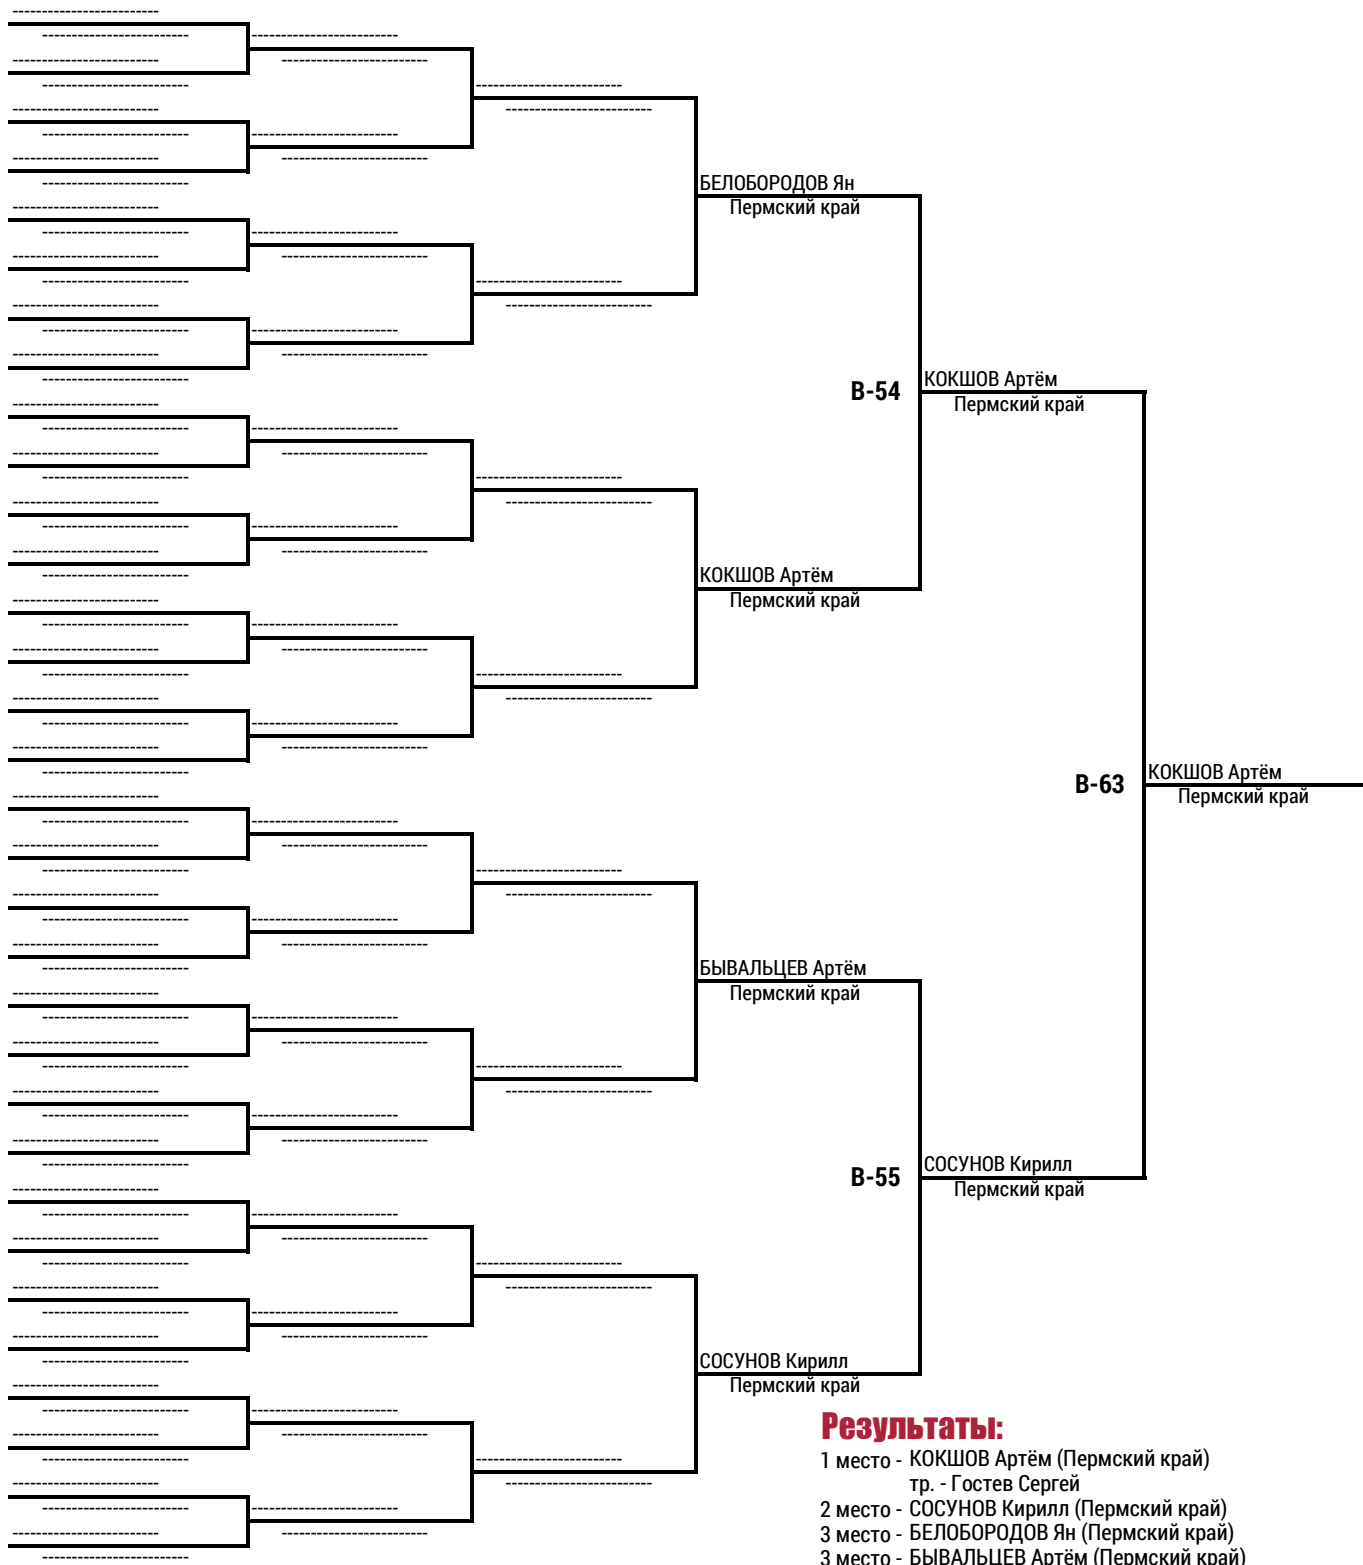 БЕЛОБОРОДОВ Ян
Пермский край
В-54
КОКШОВ Артём
Пермский край
КОКШОВ Артём
Пермский край
В-63
КОКШОВ Артём
Пермский край
БЫВАЛЬЦЕВ Артём
Пермский край
В-55
СОСУНОВ Кирилл
Пермский край
СОСУНОВ Кирилл
Пермский край
Результаты:
1 место - КОКШОВ Артём (Пермский край)
тр. - Гостев Сергей
2 место - СОСУНОВ Кирилл (Пермский край)
3 место - БЕЛОБОРОДОВ Ян (Пермский край)
3 место - БЫВАЛЬЦЕВ Артём (Пермский край)